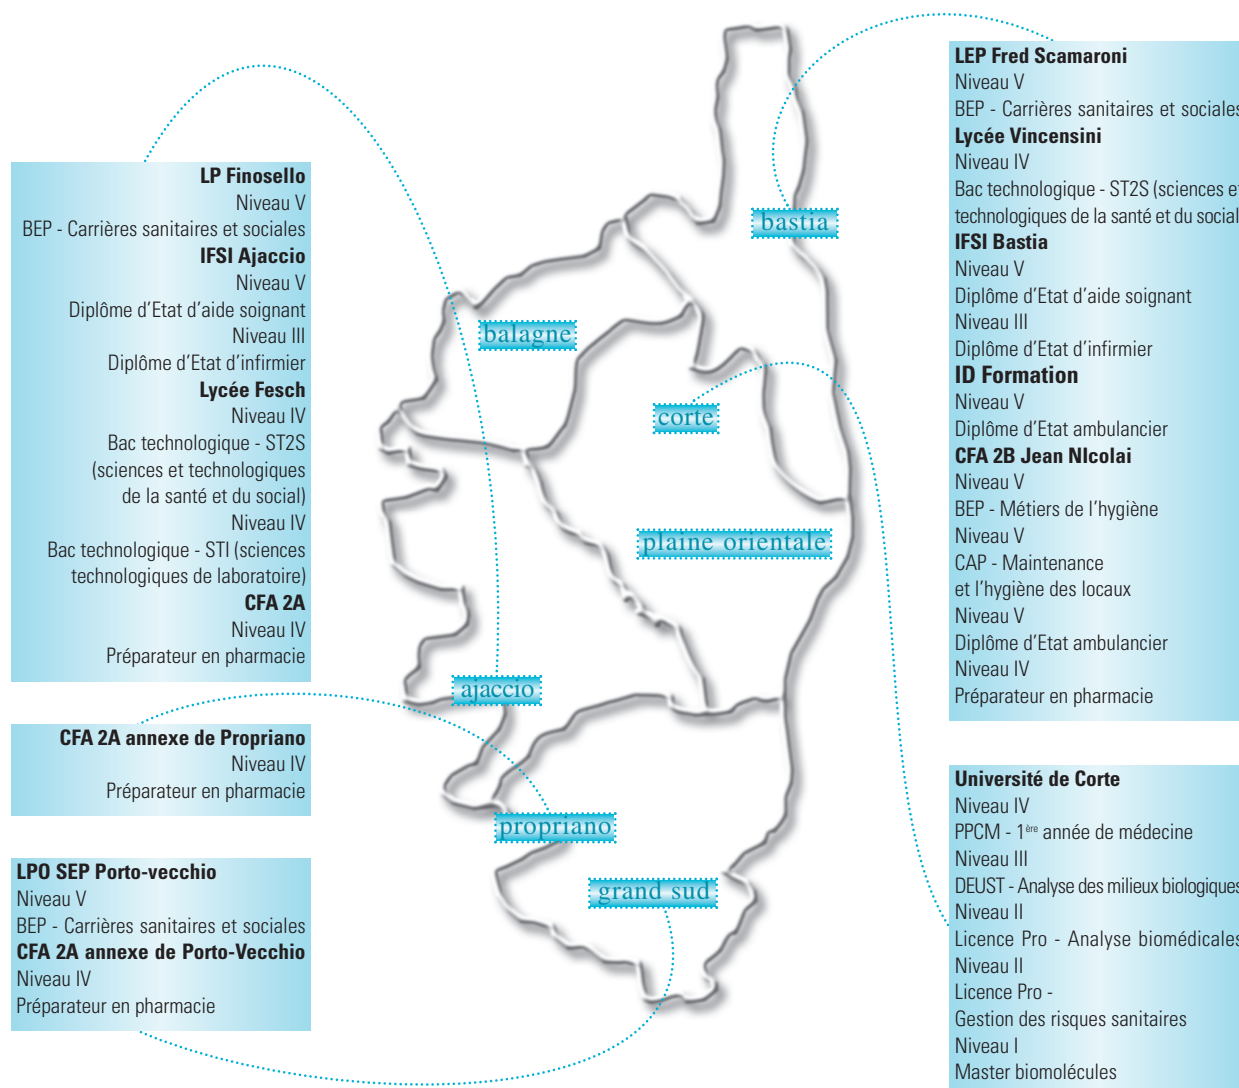 LP Finosello
Niveau V
BEP - Carrières sanitaires et sociales
IFSI Ajaccio
Niveau V
Diplôme d’Etat d’aide soignant
Niveau III
Diplôme d’Etat d’infirmier
Lycée Fesch
Niveau IV
Bac technologique - ST2S
(sciences et technologiques
de la santé et du social)
Niveau IV
Bac technologique - STI (sciences
technologiques de laboratoire)
CFA 2A
Niveau IV
Préparateur en pharmacie
CFA 2A annexe de Propriano
Niveau IV
Préparateur en pharmacie
LPO SEP Porto-vecchio
Niveau V
BEP - Carrières sanitaires et sociales
CFA 2A annexe de Porto-Vecchio
Niveau IV
Préparateur en pharmacie
bastia
balagne
corte
plaine orientale
ajaccio
propriano
grand sud
LEP Fred Scamaroni
Niveau V
BEP - Carrières sanitaires et sociales
Lycée Vincensini
Niveau IV
Bac technologique - ST2S (sciences et
technologiques de la santé et du social
IFSI Bastia
Niveau V
Diplôme d’Etat d’aide soignant
Niveau III
Diplôme d’Etat d’infirmier
ID Formation
Niveau V
Diplôme d’Etat ambulancier
CFA 2B Jean NIcolai
Niveau V
BEP - Métiers de l’hygiène
Niveau V
CAP - Maintenance
et l’hygiène des locaux
Niveau V
Diplôme d’Etat ambulancier
Niveau IV
Préparateur en pharmacie
Université de Corte
Niveau IV
PPCM - 1ère année de médecine
Niveau III
DEUST - Analyse des milieux biologiques
Niveau II
Licence Pro - Analyse biomédicales
Niveau II
Licence Pro -
Gestion des risques sanitaires
Niveau I
Master biomolécules